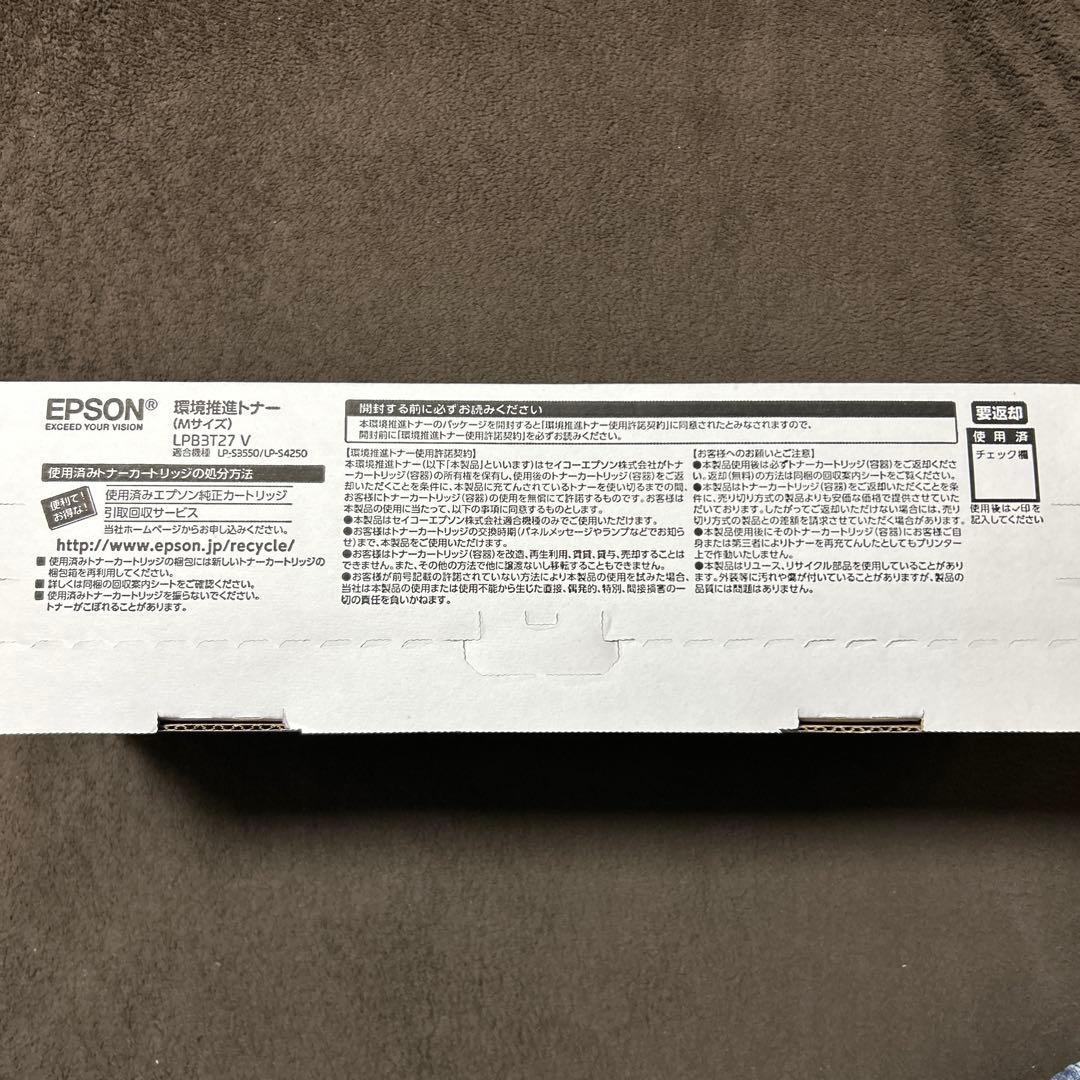 EPSON®
EXCEED YOUR VISION
環境推進トナー
(Mサイズ)
LPB3T27 V
適合機種 LP-S3550/LP-S4250
使用済みトナーカートリッジの処分方法
便利で!
お得な!
使用済みエプソン純正カートリッジ
引取回収サービス
当社ホームページからお申し込みください。
http://www.epson.jp/recycle/
■ 使用済みトナーカートリッジの梱包には新しいトナーカートリッジの
梱包箱を再利用してください。
■ 詳しくは同梱の回収案内シートをご確認ください。
■ 使用済みトナーカートリッジを振らないでください。
トナーがこぼれることがあります。
開封する前に必ずお読みください
本環境推進トナーのパッケージを開封すると「環境推進トナー使用許諾契約」に同意されたとみなされますので、
開封前に「環境推進トナー使用許諾契約」を必ずお読みください。
【環境推進トナー使用許諾契約】
本環境推進トナー(以下「本製品」といいます)はセイコーエプソン株式会社がトナ
ーカートリッジ(容器)の所有権を保有し、使用後のトナーカートリッジ(容器)をご返
却いただくことを条件に、本製品に充てんされているトナーを使い切るまでの間、
お客様にトナーカートリッジ(容器)の使用を無償にて許諾するものです。お客様は
本製品の使用に当たって、以下の事項に同意するものとします。
●本製品はセイコーエプソン株式会社適合機種のみでご使用いただけます。
●お客様はトナーカートリッジの交換時期(パネルメッセージやランプなどでお知ら
せ)まで、本製品をご使用いただけます。
●お客様はトナーカートリッジ(容器)を改造、再生利用、賃貸、貸与、売却することは
できません。また、その他の方法で他に譲渡ないし移転することもできません。
●お客様が前号記載の許諾されていない方法により本製品の使用を試みた場合、
当社は本製品の使用または使用不能から生じた直接、偶発的、特別、間接損害の一
切の責任を負いかねます。
【お客様へのお願いとご注意】
●本製品使用後は必ずトナーカートリッジ(容器)をご返却くださ
い。返却(無料)の方法は同梱の回収案内シートをご覧ください。
●本製品はトナーカートリッジ(容器)をご返却いただくことを条
件に、売り切り方式の製品よりも安価な価格で提供させていた
だいております。したがってご返却いただけない場合には、売り
切り方式の製品との差額を請求させていただく場合があります。
●本製品使用後にそのトナーカートリッジ(容器)にお客様ご自
身または第三者によりトナーを再充てんしたとしてもプリンター
上で作動いたしません。
●本製品はリユース、リサイクル部品を使用していることがあり
ます。外装等に汚れや傷が付いていることがありますが、製品の
品質には問題はありません。
要返却
使用済
チェック欄
使用後は✓印を
記入してください